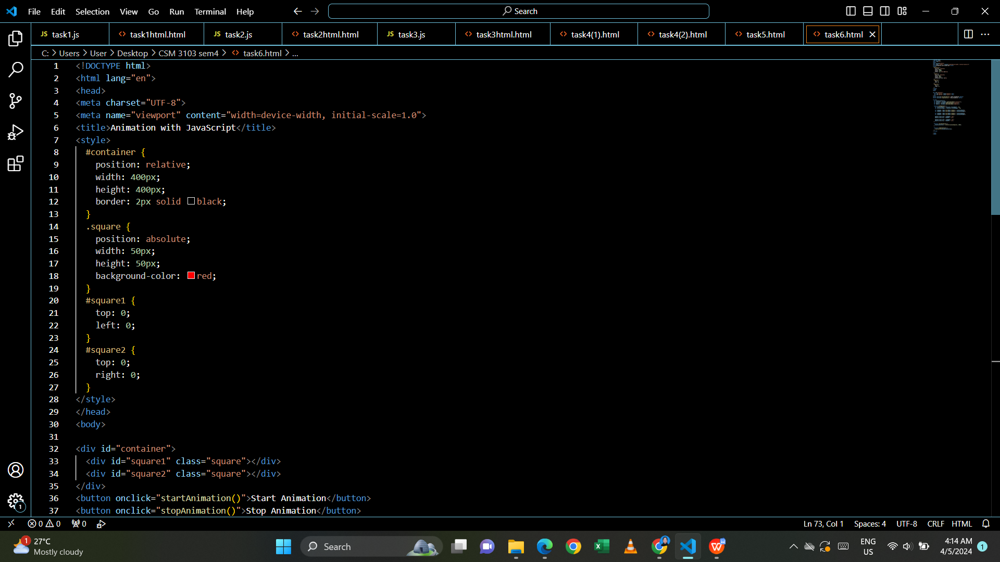 File Edit Selection View Go Run Terminal Help Search
JS task1.js <> task1html.html JS task2.js <> task2html.html JS task3.js <> task3html.html <> task4(1).html <> task4(2).html <> task5.html <> task6.html
C: > Users > User > Desktop > CSM 3103 sem4 > <> task6.html > ...
1 <!DOCTYPE html>
2 <html lang="en">
3 <head>
4 <meta charset="UTF-8">
5 <meta name="viewport" content="width=device-width, initial-scale=1.0">
6 <title>Animation with JavaScript</title>
7 <style>
8 #container {
9 position: relative;
10 width: 400px;
11 height: 400px;
12 border: 2px solid black;
13 }
14 .square {
15 position: absolute;
16 width: 50px;
17 height: 50px;
18 background-color: red;
19 }
20 #square1 {
21 top: 0;
22 left: 0;
23 }
24 #square2 {
25 top: 0;
26 right: 0;
27 }
28 </style>
29 </head>
30 <body>
31
32 <div id="container">
33 <div id="square1" class="square"></div>
34 <div id="square2" class="square"></div>
35 </div>
36 <button onclick="startAnimation()">Start Animation</button>
37 <button onclick="stopAnimation()">Stop Animation</button>
1
0 0 0 Ln 73, Col 1 Spaces: 4 UTF-8 CRLF HTML
1 27°C Search ENG 4:14 AM 1
Mostly cloudy US 4/5/2024